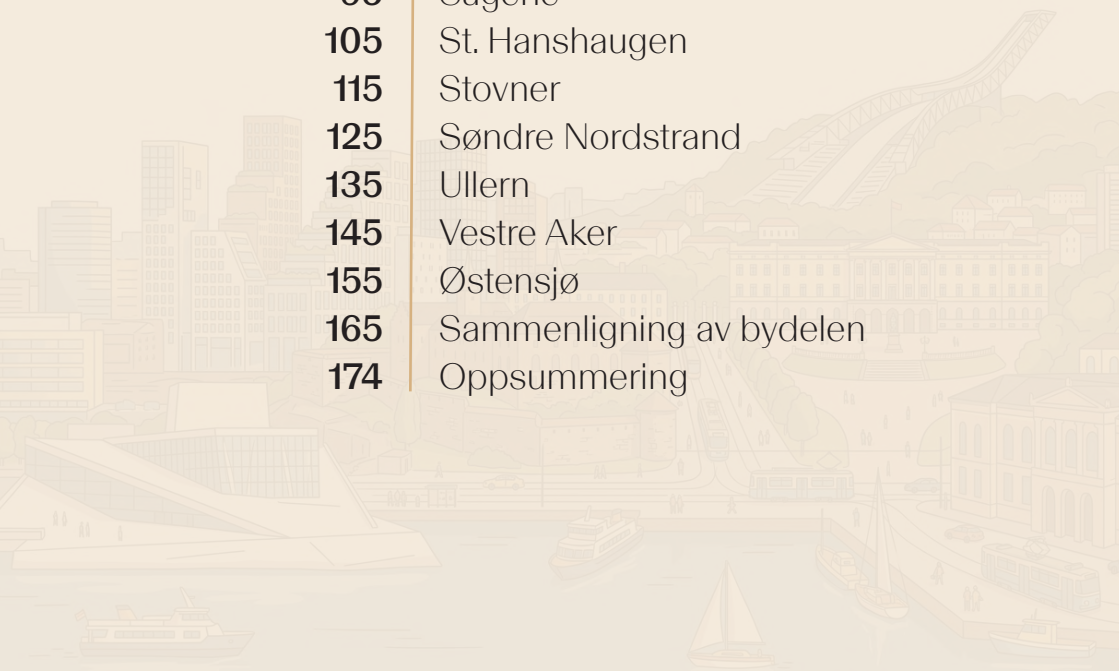 105 St. Hanshaugen
115 Stovner
125 Søndre Nordstrand
135 Ullern
145 Vestre Aker
155 Østensjø
165 Sammenligning av bydelen
174 Oppsummering